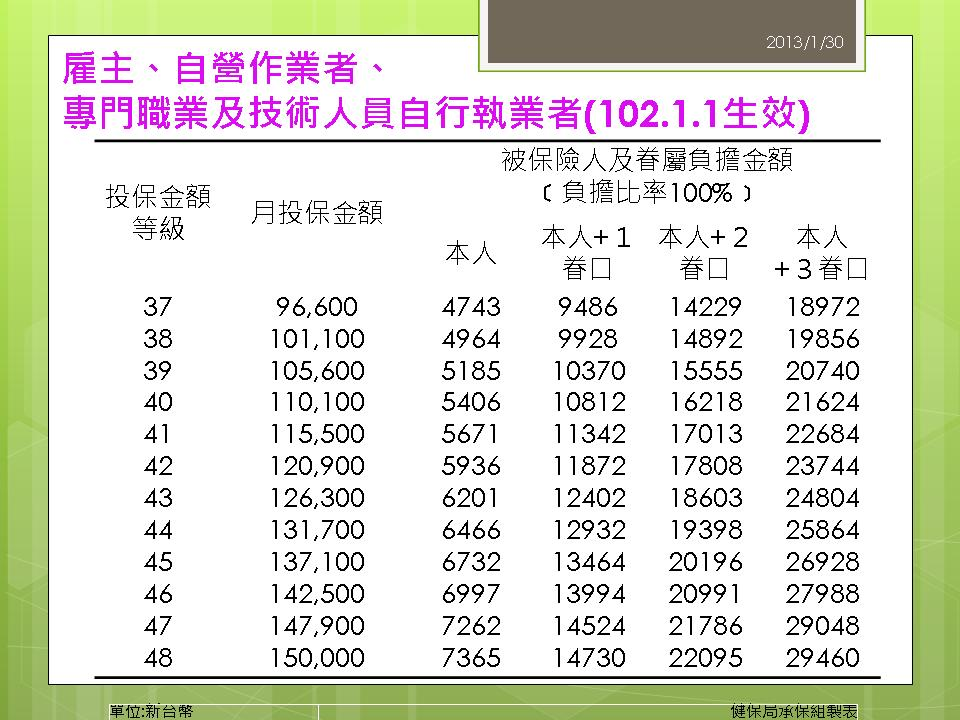 2013/1/30
雇主、自營作業者、
專門職業及技術人員自行執業者(102.1.1生效)
投保金額
等級
月投保金額
被保險人及眷屬負擔金額
﹝負擔比率100%﹞
本人
本人+１
眷口
本人+２
眷口
本人
+３眷口
37 96,600 4743 9486 14229 18972
38 101,100 4964 9928 14892 19856
39 105,600 5185 10370 15555 20740
40 110,100 5406 10812 16218 21624
41 115,500 5671 11342 17013 22684
42 120,900 5936 11872 17808 23744
43 126,300 6201 12402 18603 24804
44 131,700 6466 12932 19398 25864
45 137,100 6732 13464 20196 26928
46 142,500 6997 13994 20991 27988
47 147,900 7262 14524 21786 29048
48 150,000 7365 14730 22095 29460
單位:新台幣 健保局承保組製表